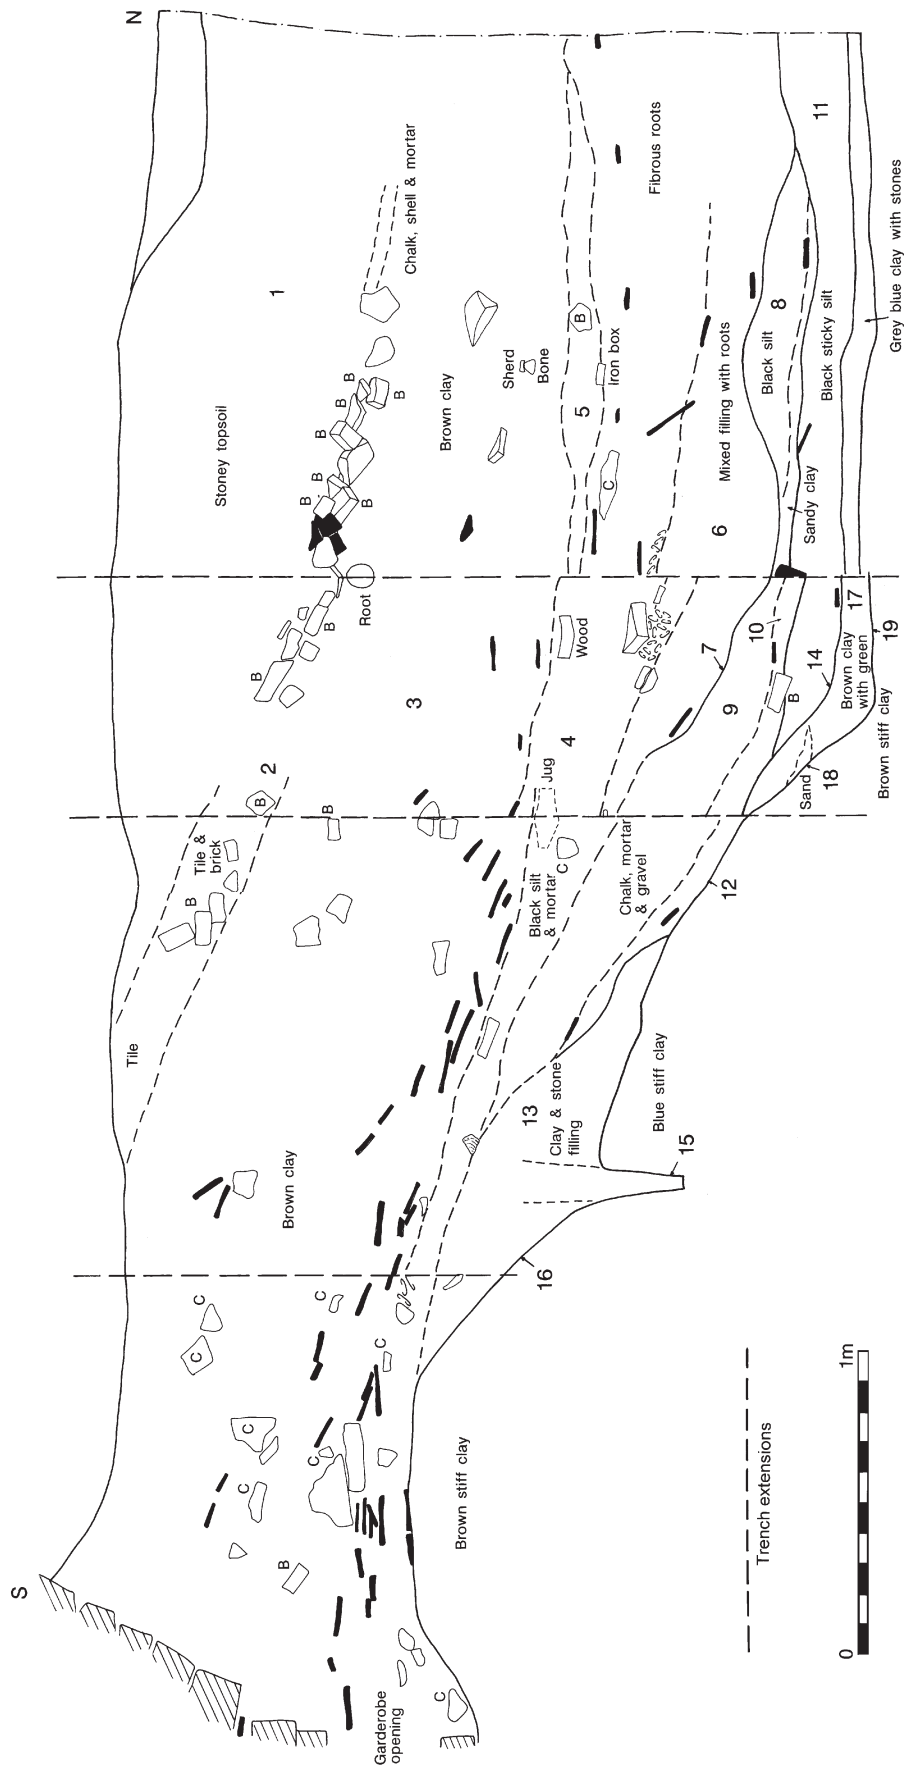 S
N
C
C
C
C
B
C
C
C
C
Garderobe
opening
Brown stiff clay
Brown clay
Tile
B
Tile &
brick
B
2
B
B
B
Stoney topsoil
1
B
B
B
B
B
B
Root
Chalk, shell & mortar
3
Brown clay
Sherd
Bone
Black silt
& mortar
C
Jug
4
Wood
5
B
C
Iron box
Fibrous roots
13
Clay & stone
filling
16
15
Blue stiff clay
Chalk, mortar
& gravel
12
7
9
10
B
6
Mixed filling with roots
Black silt
8
Sandy clay
Black sticky silt
11
Sand
18
14
Brown clay
with green
17
19
Brown stiff clay
Grey blue clay with stones
Trench extensions
0
1m